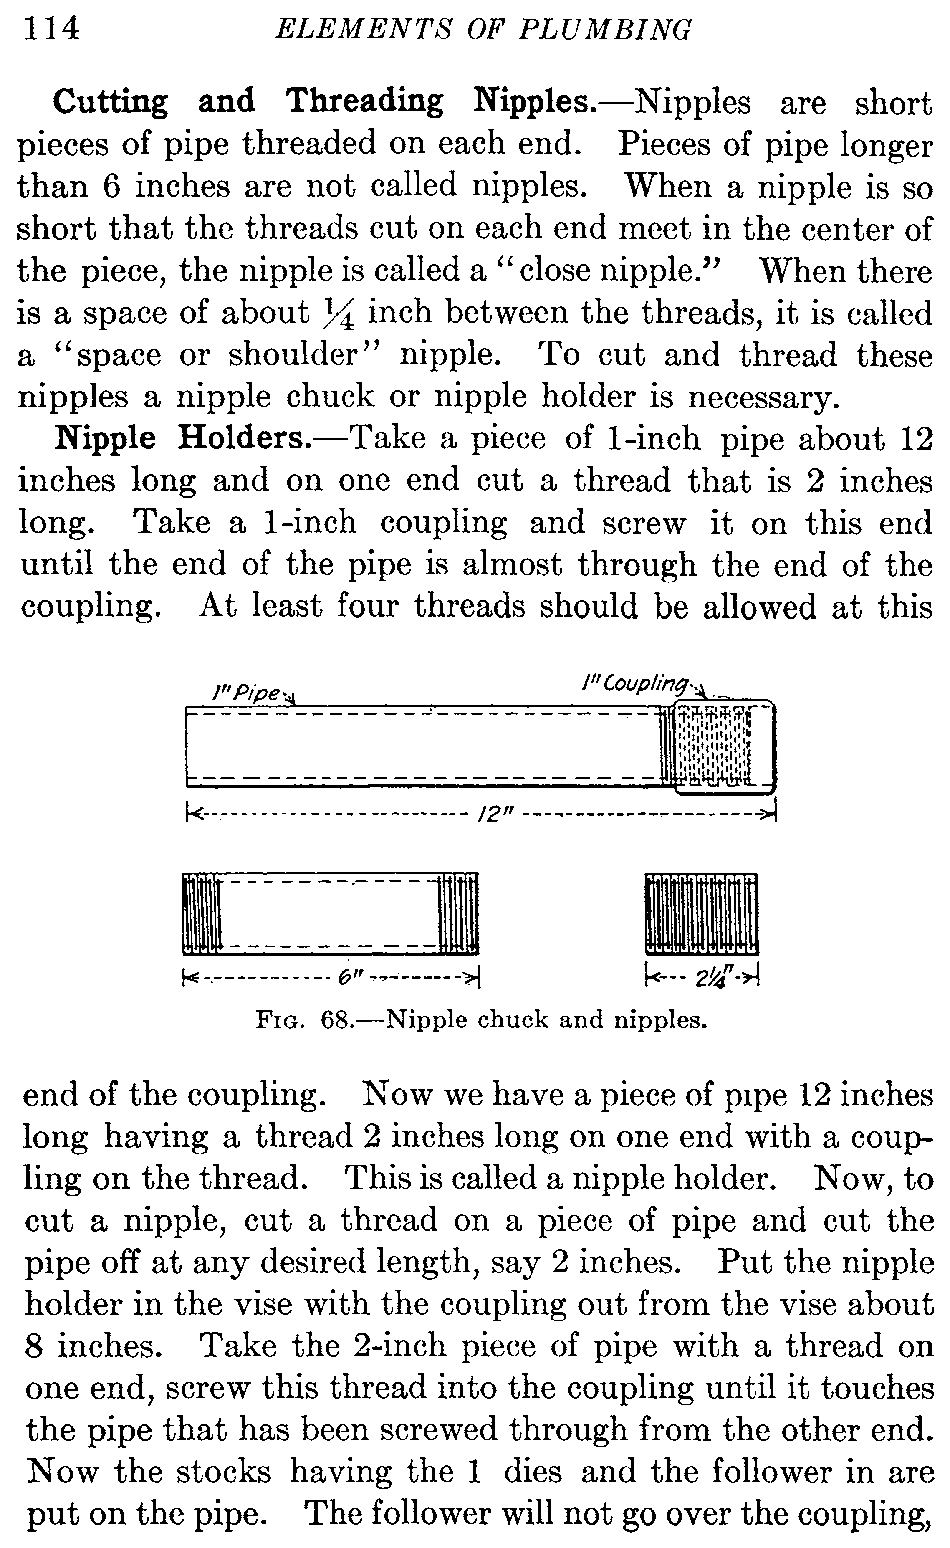 114 ELEMENTS OF PLUMBING
Cutting and Threading Nipples.—Nipples are short
pieces of pipe threaded on each end. Pieces of pipe longer
than 6 inches are not called nipples. When a nipple is so
short that the threads cut on each end meet in the center of
the piece, the nipple is called a "close nipple." When there
is a space of about ¼ inch between the threads, it is called
a "space or shoulder" nipple. To cut and thread these
nipples a nipple chuck or nipple holder is necessary.
Nipple Holders.—Take a piece of 1-inch pipe about 12
inches long and on one end cut a thread that is 2 inches
long. Take a 1-inch coupling and screw it on this end
until the end of the pipe is almost through the end of the
coupling. At least four threads should be allowed at this
1" Pipe
1" Coupling
12"
6"
2¼"
FIG. 68.—Nipple chuck and nipples.
end of the coupling. Now we have a piece of pipe 12 inches
long having a thread 2 inches long on one end with a coup-
ling on the thread. This is called a nipple holder. Now, to
cut a nipple, cut a thread on a piece of pipe and cut the
pipe off at any desired length, say 2 inches. Put the nipple
holder in the vise with the coupling out from the vise about
8 inches. Take the 2-inch piece of pipe with a thread on
one end, screw this thread into the coupling until it touches
the pipe that has been screwed through from the other end.
Now the stocks having the 1 dies and the follower in are
put on the pipe. The follower will not go over the coupling,